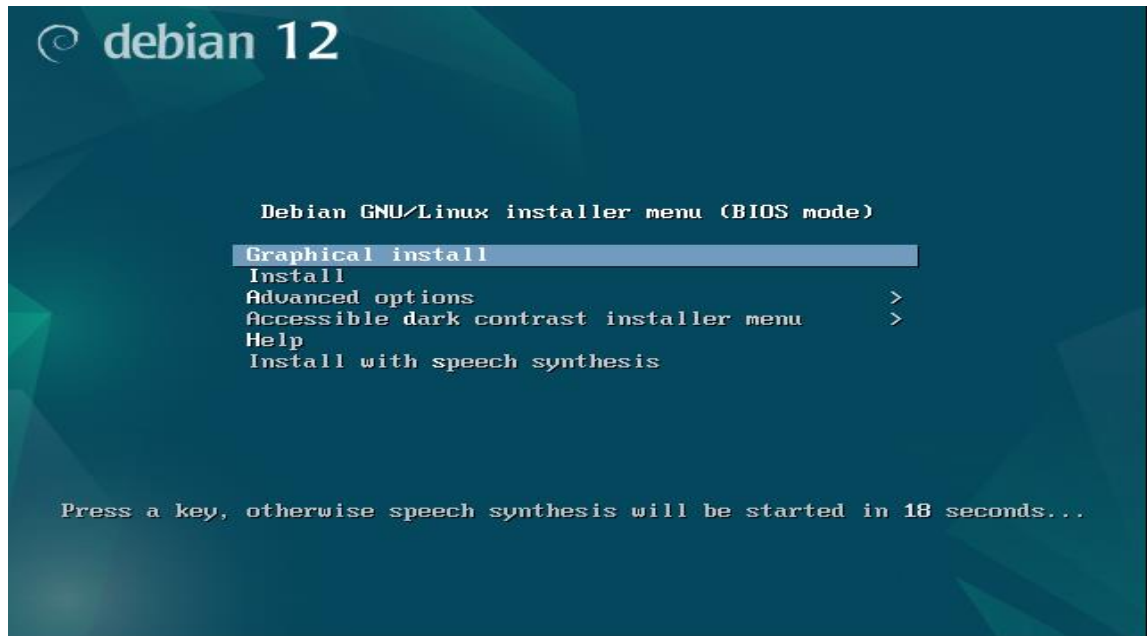 debian 12
Debian GNU/Linux installer menu (BIOS mode)
Graphical install
Install
Advanced options >
Accessible dark contrast installer menu >
Help
Install with speech synthesis
Press a key, otherwise speech synthesis will be started in 18 seconds...